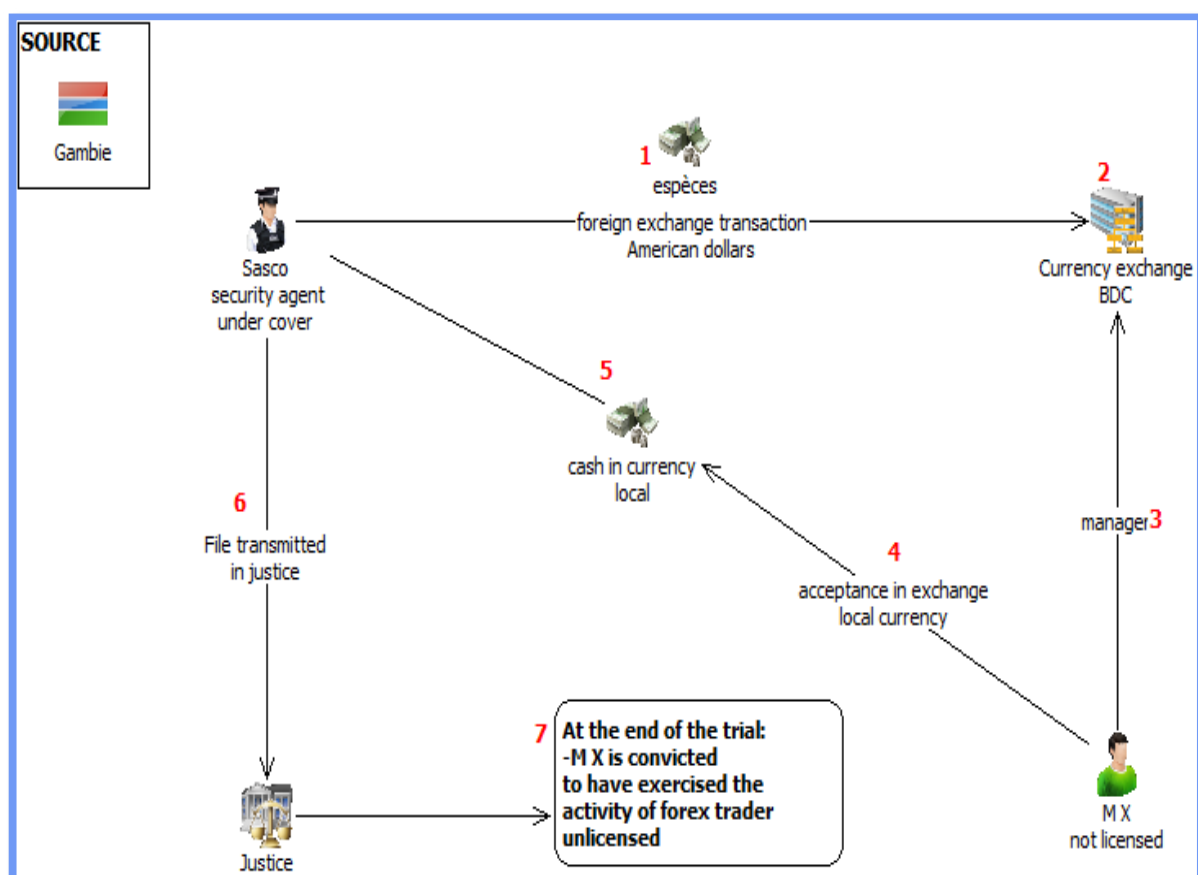 SOURCE
Gambie
1
espèces
foreign exchange transaction
American dollars
2
Currency exchange
BDC
Sasco
security agent
under cover
5
cash in currency
local
manager 3
4
acceptance in exchange
local currency
6
File transmitted
in justice
7 At the end of the trial:
-M X is convicted
to have exercised the
activity of forex trader
unlicensed
M X
not licensed
Justice